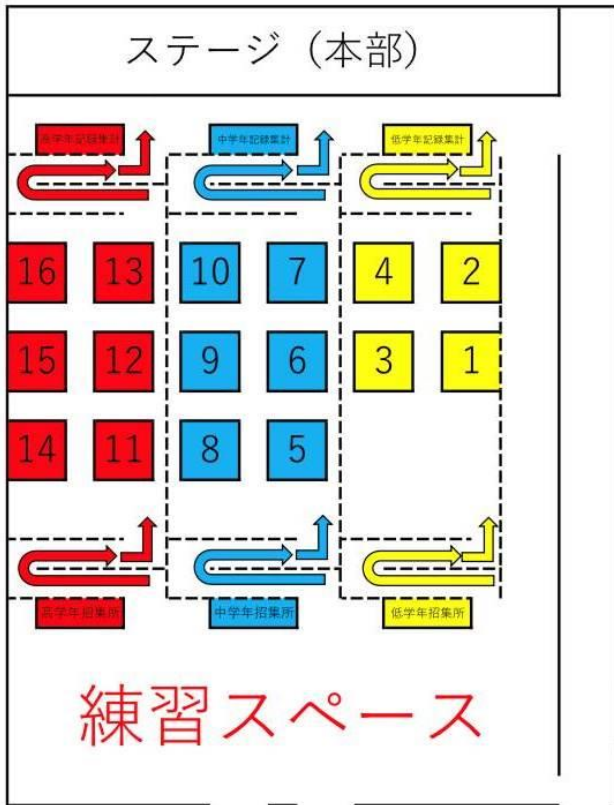 ステージ（本部）
高学年記録集計 中学年記録集計 低学年記録集計
16 13 10 7 4 2
15 12 9 6 3 1
14 11 8 5
高学年招集所 中学年招集所 低学年招集所
練習スペース